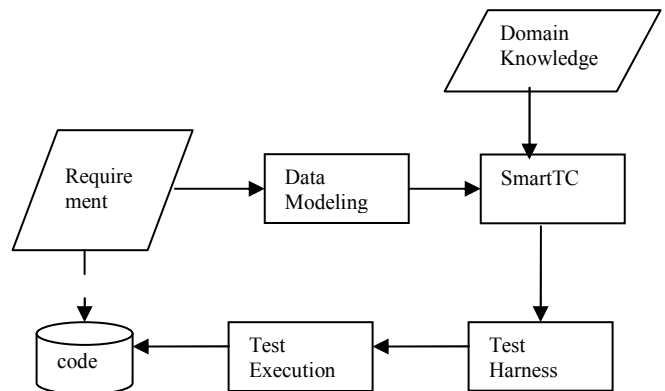 Domain
Knowledge
Require
ment
Data
Modeling
SmartTC
code
Test
Execution
Test
Harness